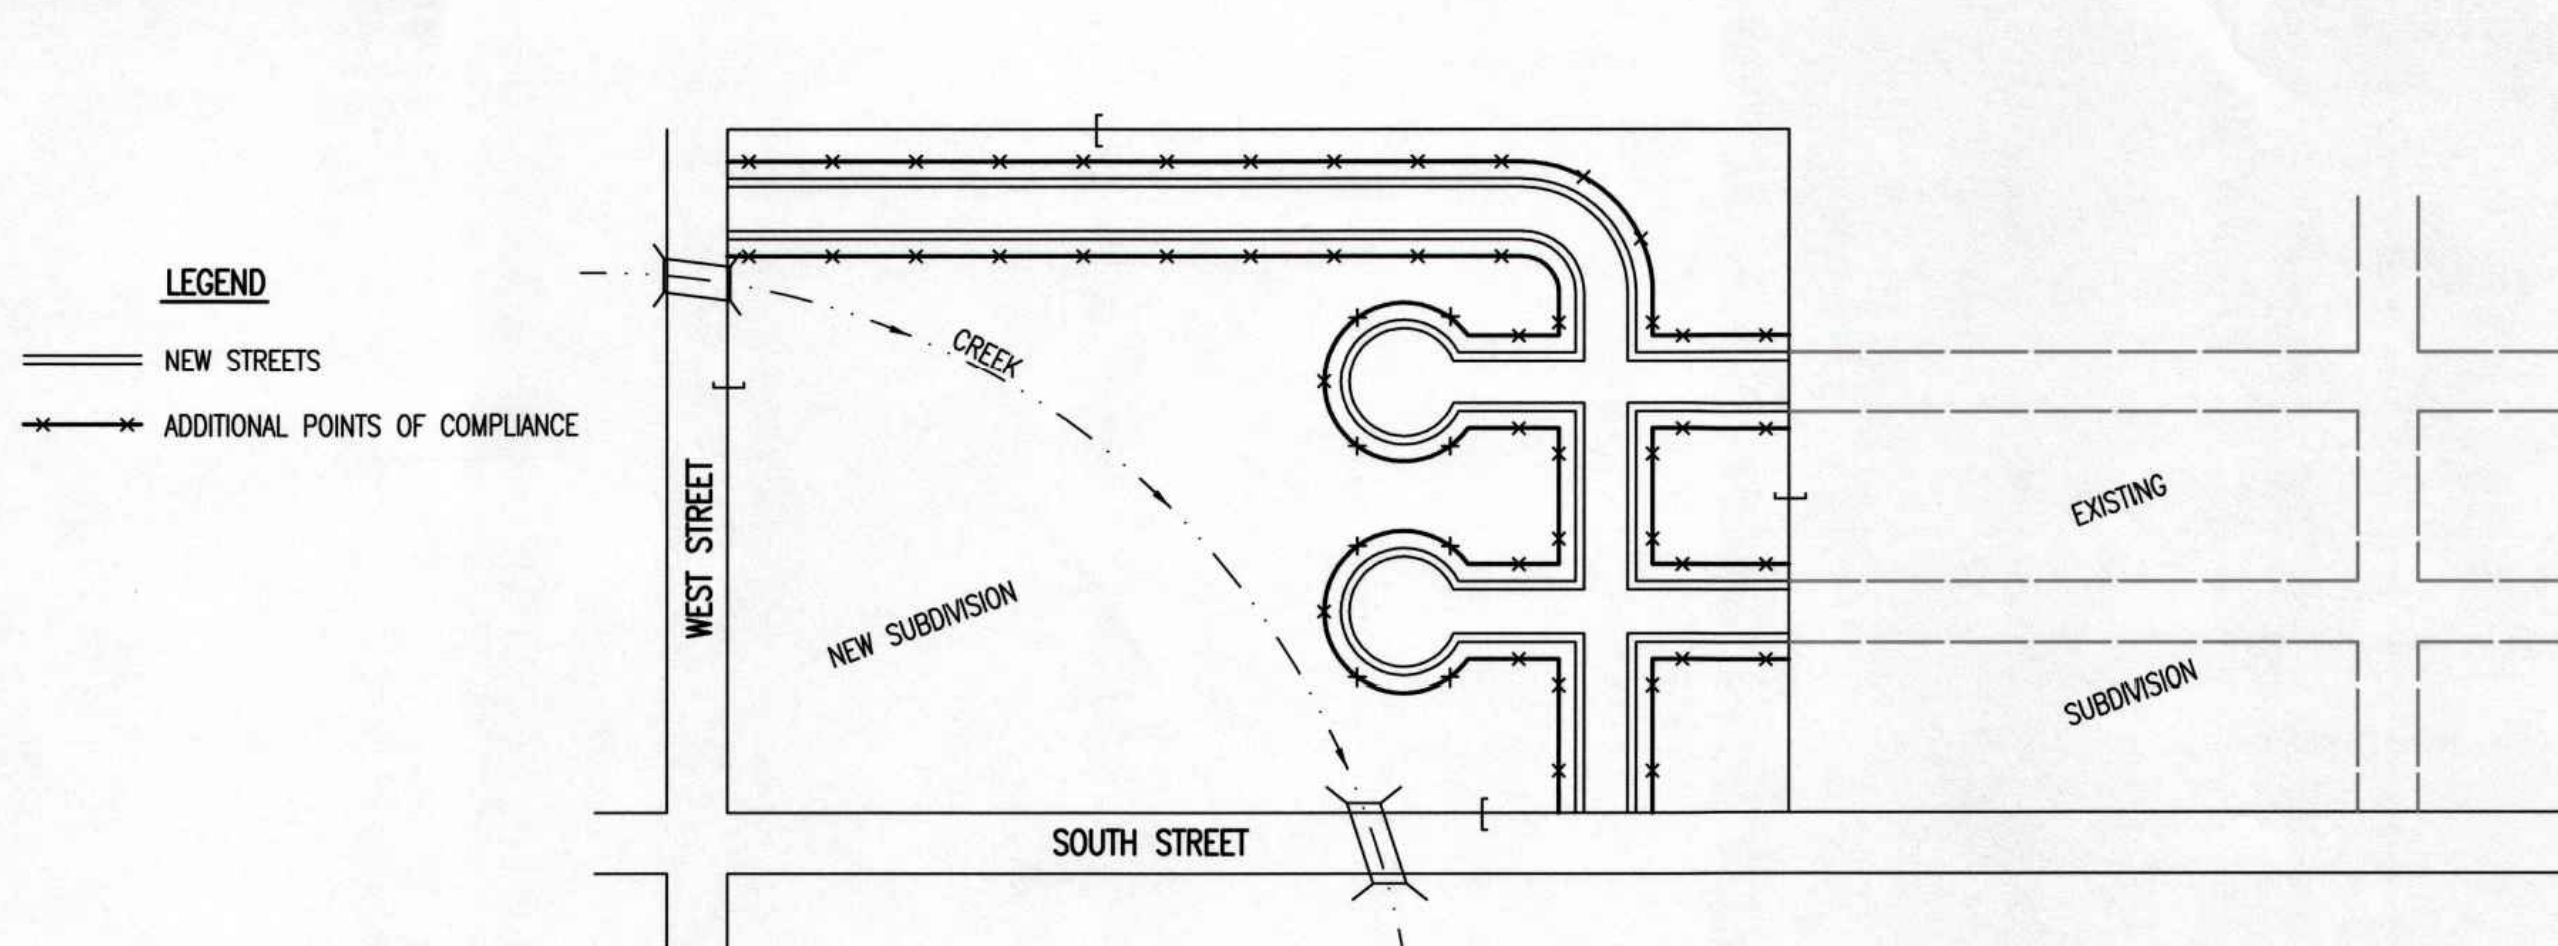 LEGEND
NEW STREETS
ADDITIONAL POINTS OF COMPLIANCE
CREEK
WEST STREET
NEW SUBDIVISION
EXISTING
SUBDIVISION
SOUTH STREET